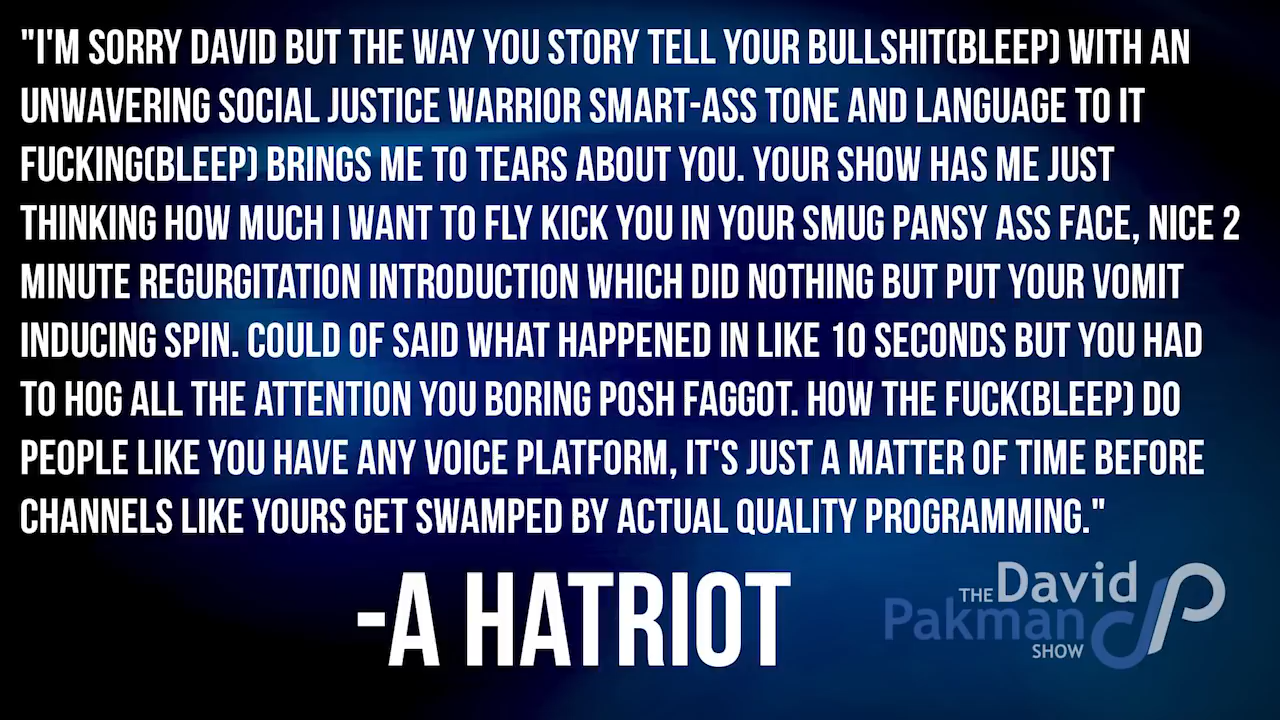 "I'M SORRY DAVID BUT THE WAY YOU STORY TELL YOUR BULLSHIT(BLEEP) WITH AN
UNWAVERING SOCIAL JUSTICE WARRIOR SMART-ASS TONE AND LANGUAGE TO IT
FUCKING(BLEEP) BRINGS ME TO TEARS ABOUT YOU. YOUR SHOW HAS ME JUST
THINKING HOW MUCH I WANT TO FLY KICK YOU IN YOUR SMUG PANSY ASS FACE, NICE 2
MINUTE REGURGITATION INTRODUCTION WHICH DID NOTHING BUT PUT YOUR VOMIT
INDUCING SPIN. COULD OF SAID WHAT HAPPENED IN LIKE 10 SECONDS BUT YOU HAD
TO HOG ALL THE ATTENTION YOU BORING POSH FAGGOT. HOW THE FUCK(BLEEP) DO
PEOPLE LIKE YOU HAVE ANY VOICE PLATFORM, IT'S JUST A MATTER OF TIME BEFORE
CHANNELS LIKE YOURS GET SWAMPED BY ACTUAL QUALITY PROGRAMMING."
-A HATRIOT
THE David
Pakman
SHOW
dP